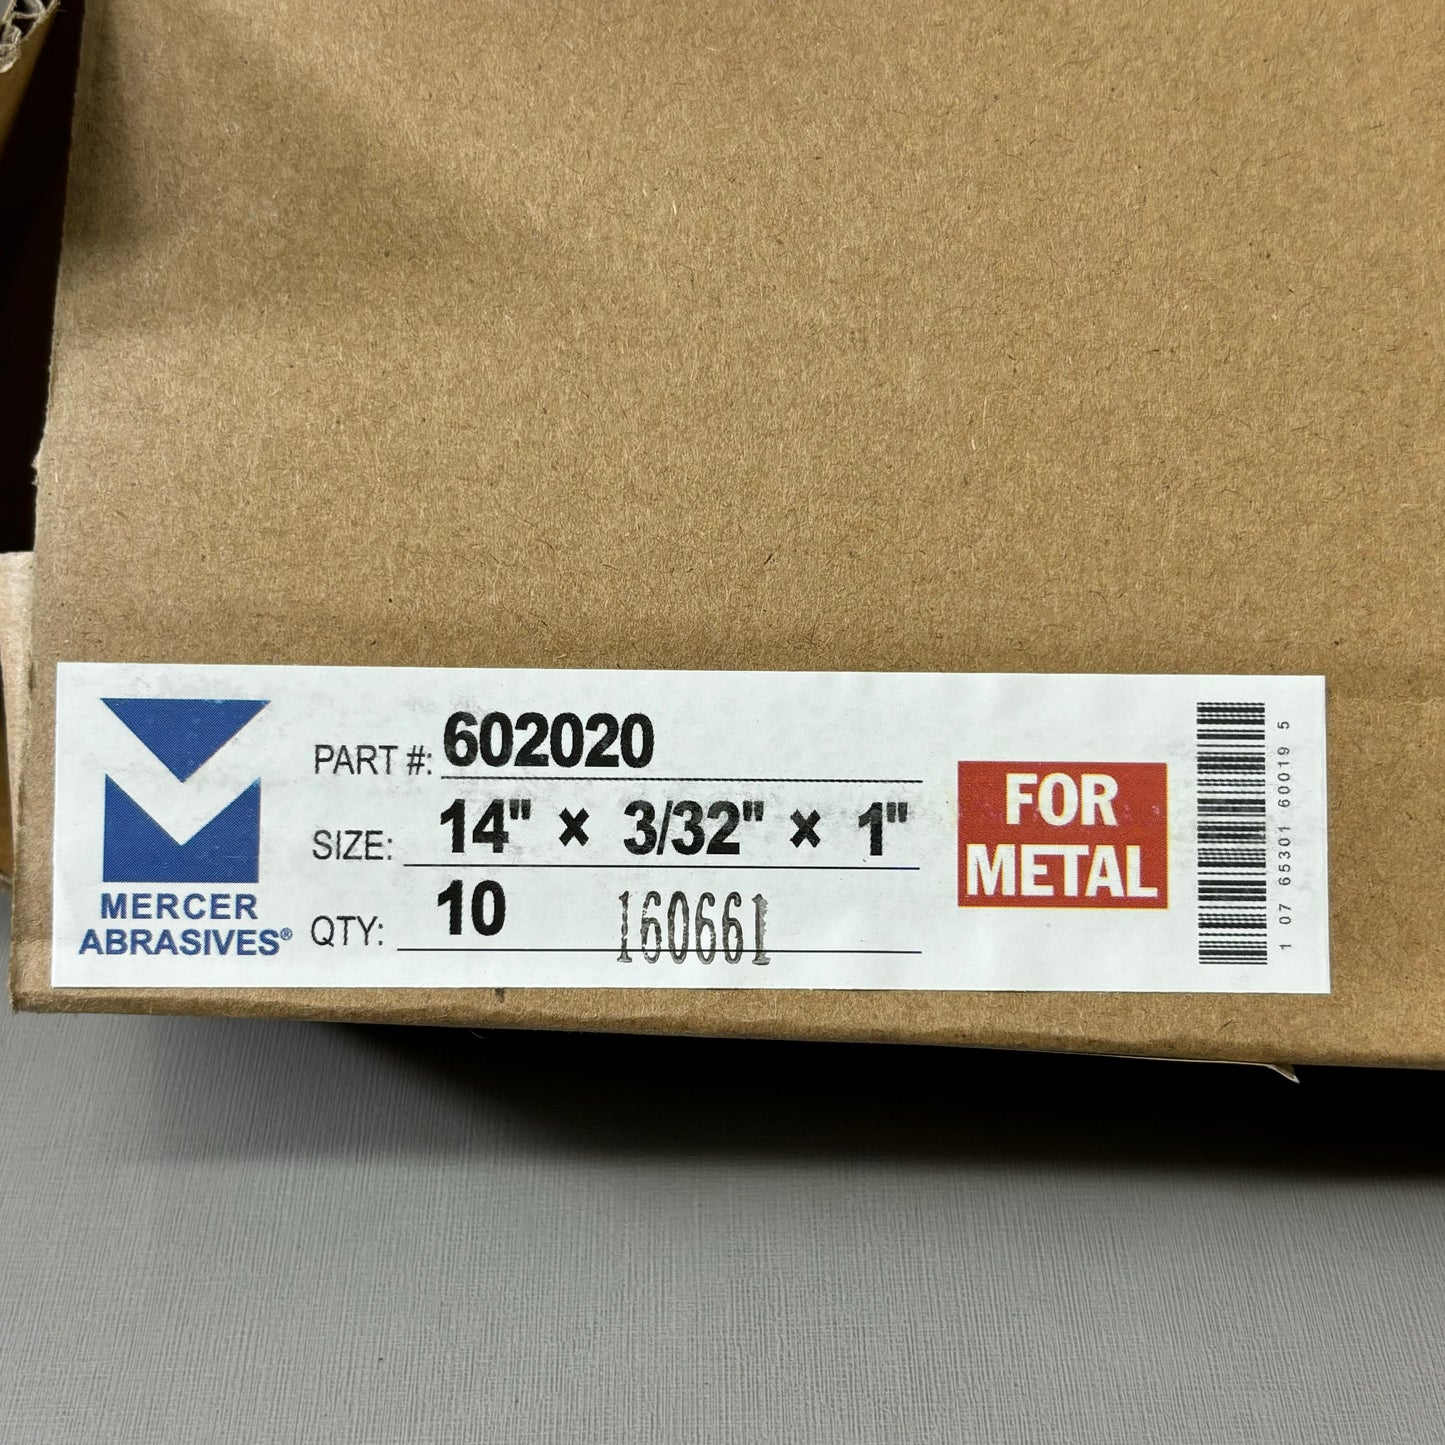 MERCER
ABRASIVES®
PART #: 602020
SIZE: 14" × 3/32" × 1"
QTY: 10
160661
FOR
METAL
1 07 65301 60019 5